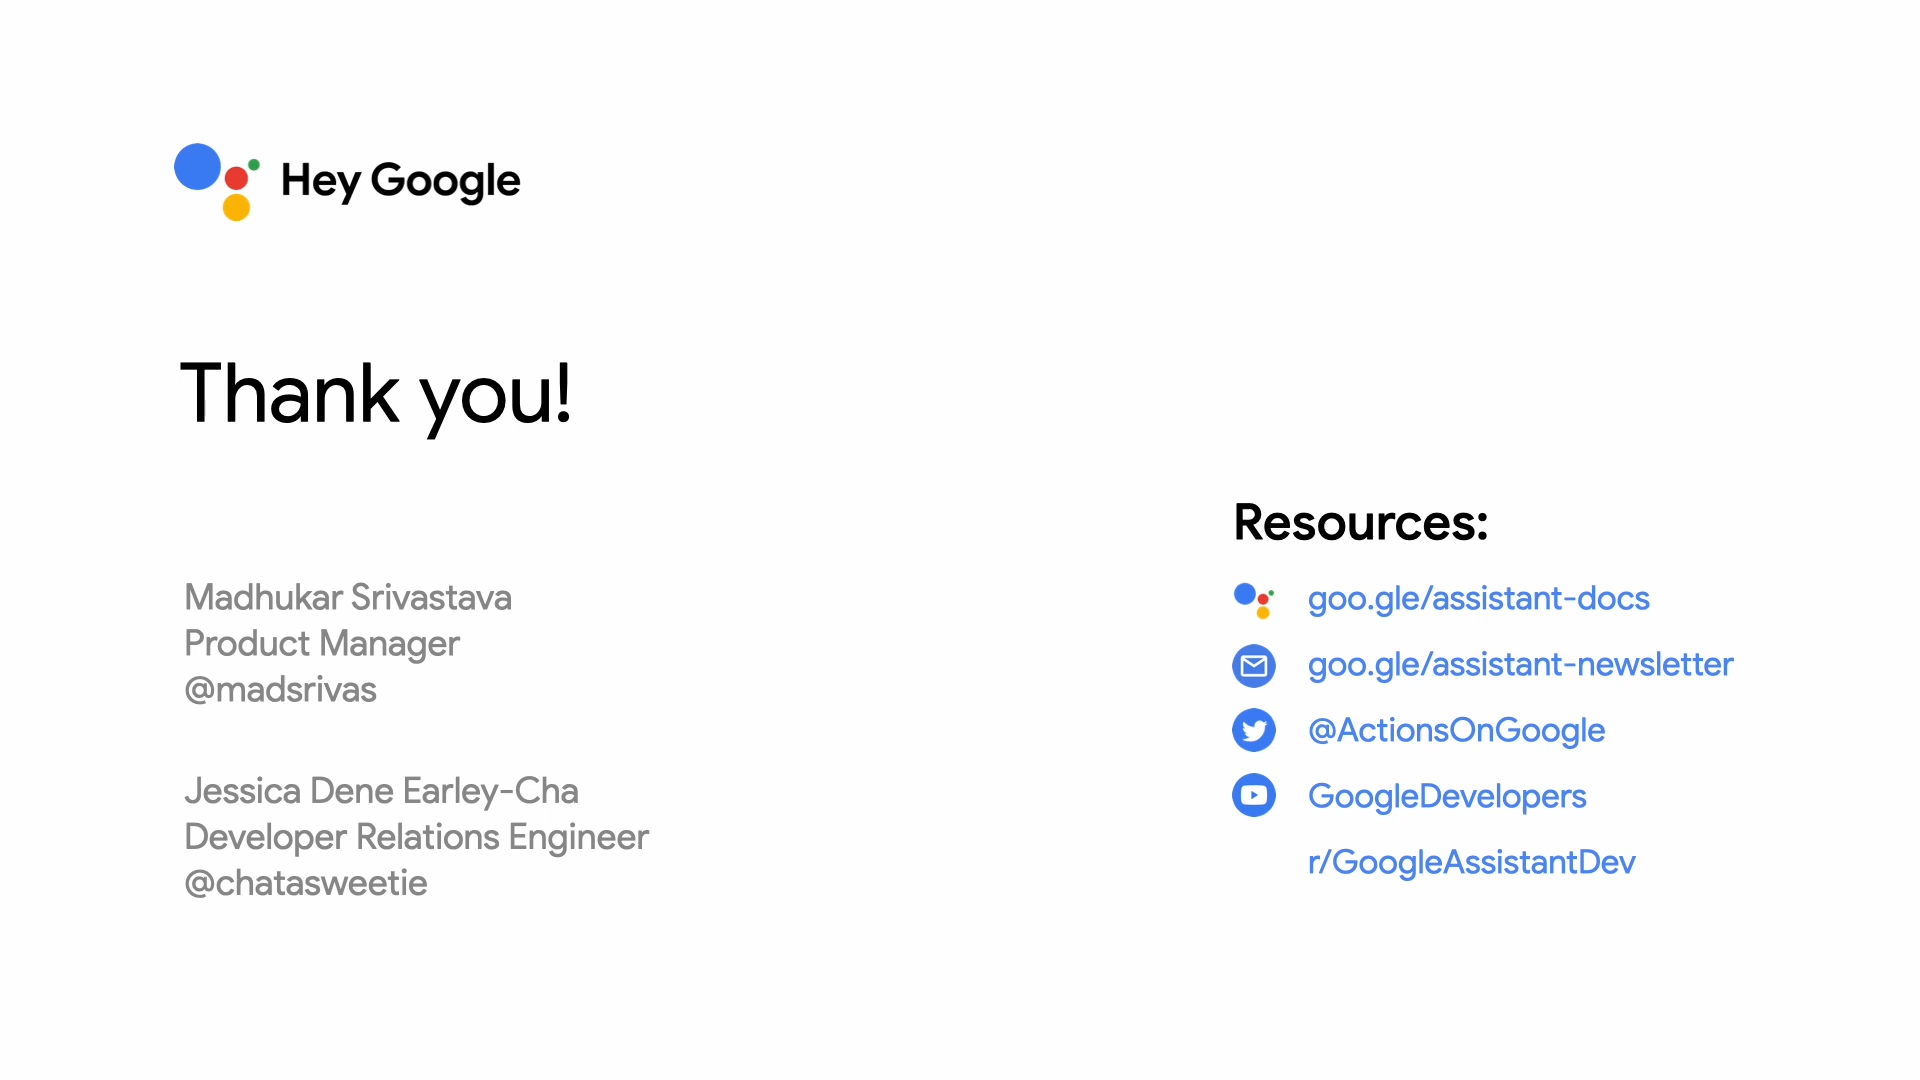 Hey Google
Thank you!
Madhukar Srivastava
Product Manager
@madsrivas
Jessica Dene Earley-Cha
Developer Relations Engineer
@chatasweetie
Resources:
goo.gle/assistant-docs
goo.gle/assistant-newsletter
@ActionsOnGoogle
GoogleDevelopers
r/GoogleAssistantDev